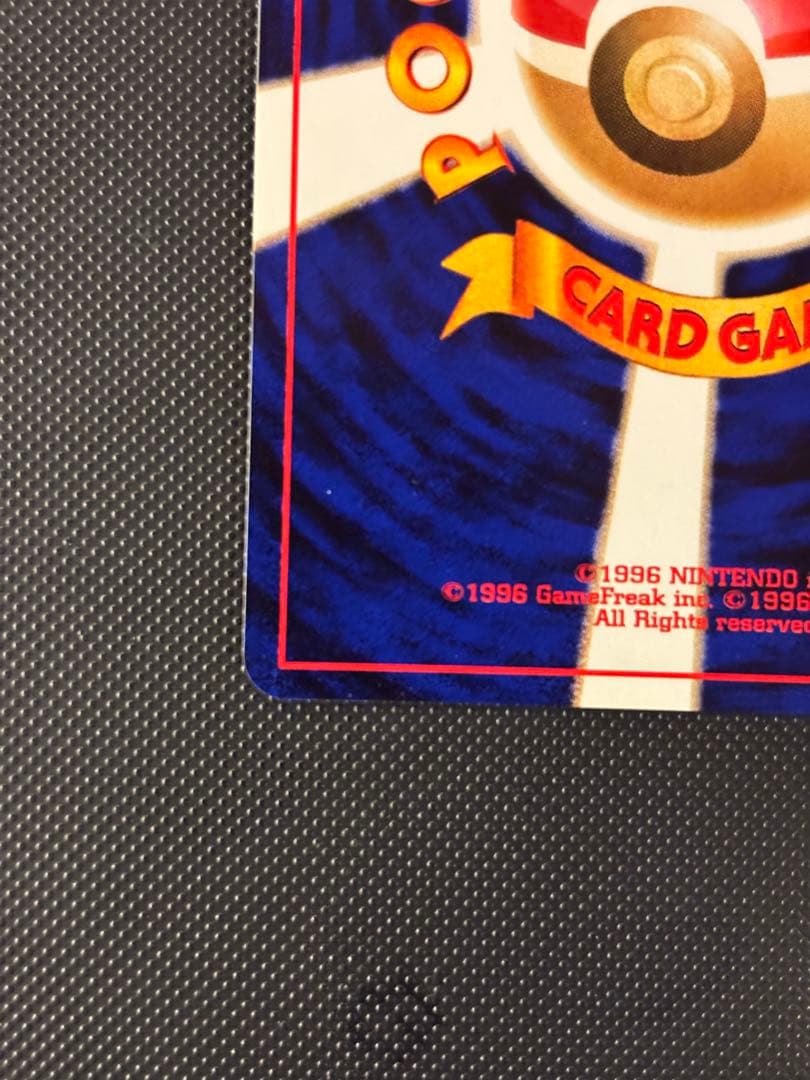 PO
CARD GA
©1996 NINTENDO
©1996 GameFreak inc. ©1996
All Rights reserved